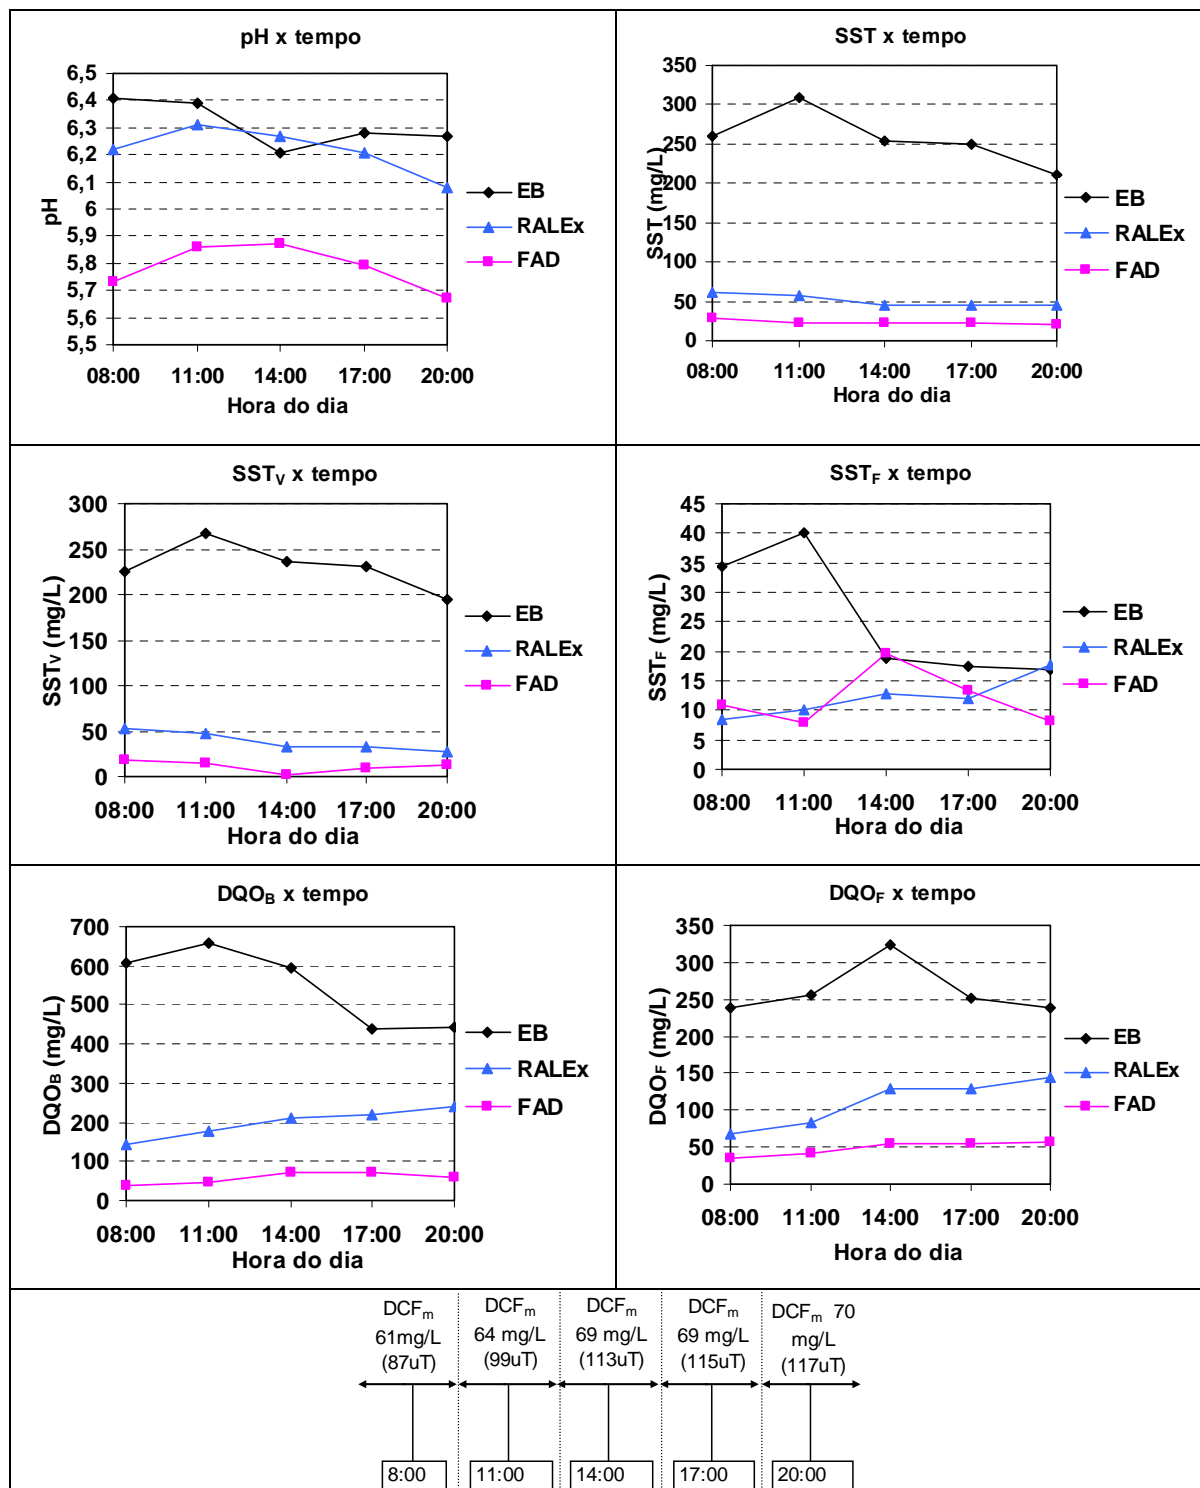 pH x tempo
6,5
6,4
6,3
6,2
6,1
6
5,9
5,8
5,7
5,6
5,5
pH
08:00 11:00 14:00 17:00 20:00
Hora do dia
EB
RALEx
FAD
SST x tempo
350
300
250
200
150
100
50
0
SST (mg/L)
08:00 11:00 14:00 17:00 20:00
Hora do dia
EB
RALEx
FAD
SSTV x tempo
300
250
200
150
100
50
0
SSTV (mg/L)
08:00 11:00 14:00 17:00 20:00
Hora do dia
EB
RALEx
FAD
SSTF x tempo
45
40
35
30
25
20
15
10
5
0
SSTF (mg/L)
08:00 11:00 14:00 17:00 20:00
Hora do dia
EB
RALEx
FAD
DQOB x tempo
700
600
500
400
300
200
100
0
DQOB (mg/L)
08:00 11:00 14:00 17:00 20:00
Hora do dia
EB
RALEx
FAD
DQOF x tempo
350
300
250
200
150
100
50
0
DQOF (mg/L)
08:00 11:00 14:00 17:00 20:00
Hora do dia
EB
RALEx
FAD
DCFm
61mg/L
(87uT)
DCFm
64 mg/L
(99uT)
DCFm
69 mg/L
(113uT)
DCFm
69 mg/L
(115uT)
DCFm 70
mg/L
(117uT)
8:00 11:00 14:00 17:00 20:00